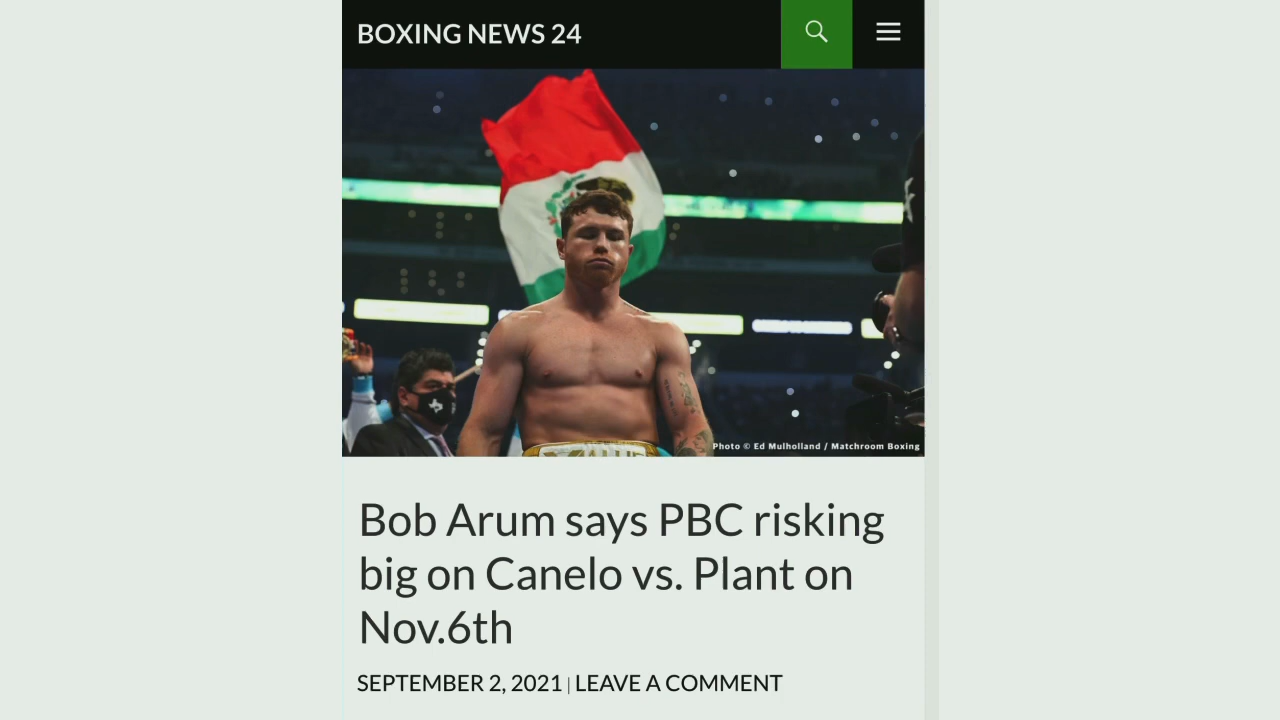 BOXING NEWS 24
Photo © Ed Mulholland / Matchroom Boxing
Bob Arum says PBC risking
big on Canelo vs. Plant on
Nov.6th
SEPTEMBER 2, 2021 | LEAVE A COMMENT